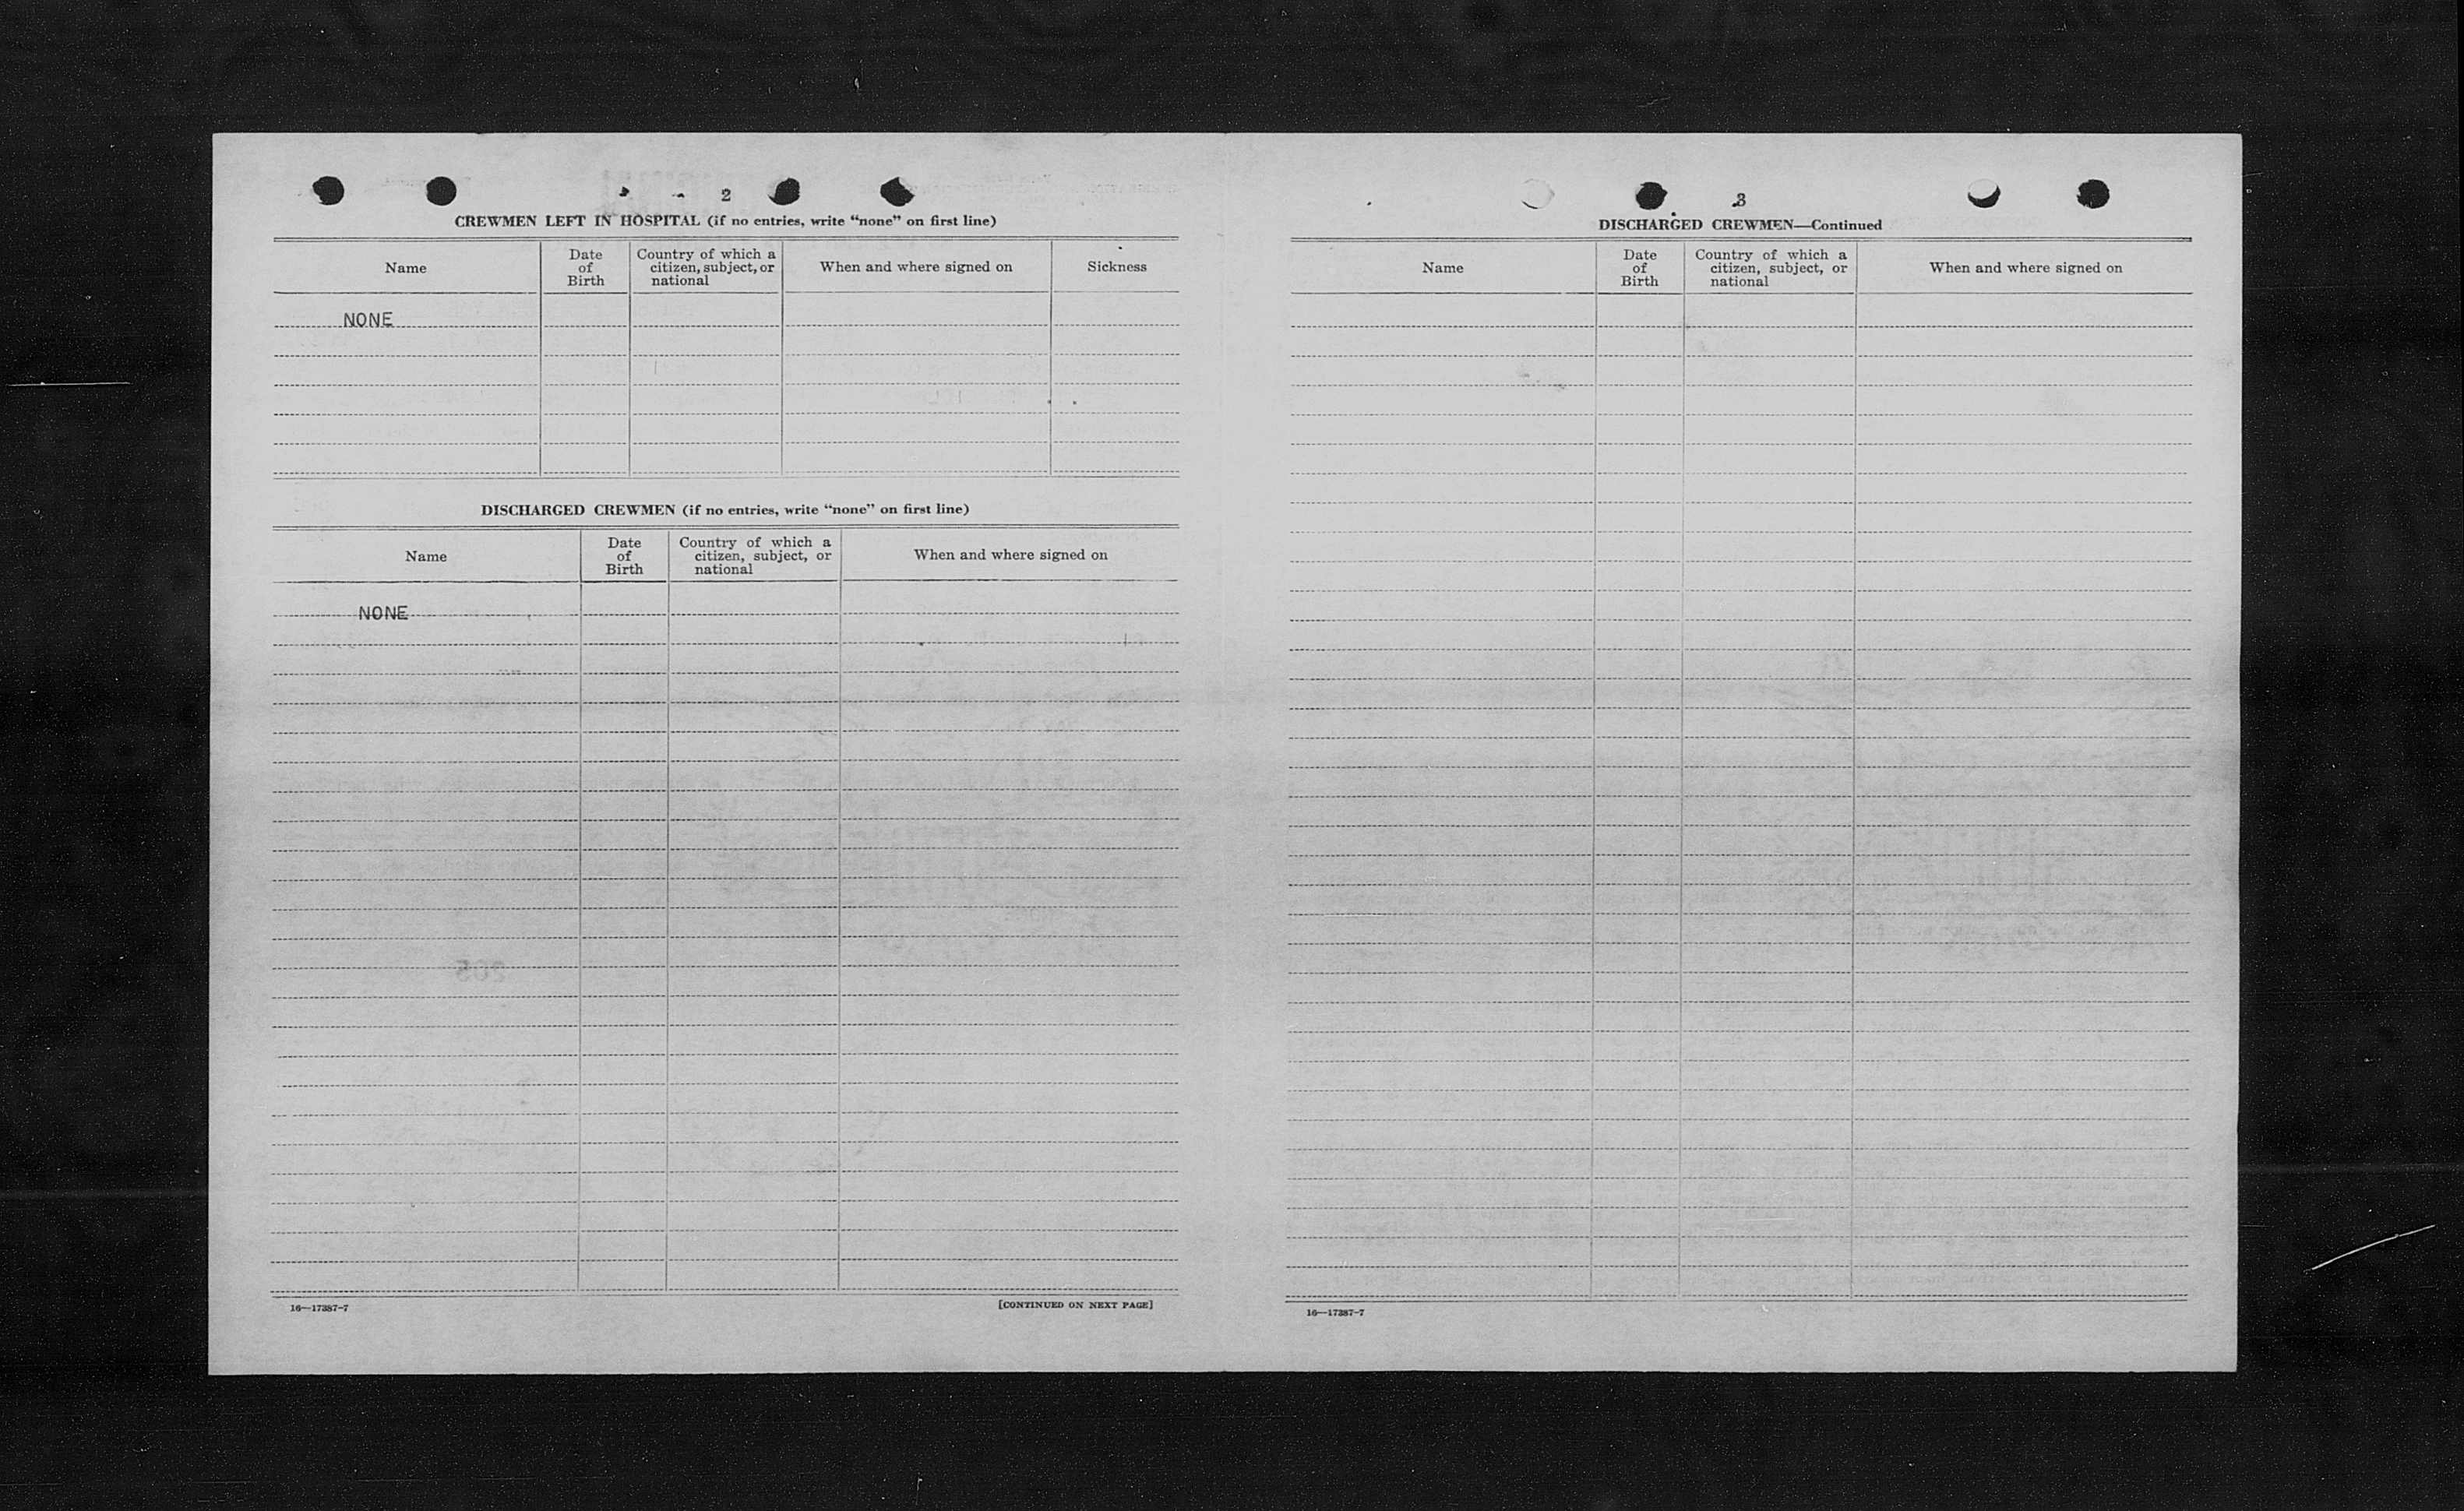 2
CREWMEN LEFT IN HOSPITAL (if no entries, write “none” on first line)
Name
Date of Birth
Country of which a citizen, subject, or national
When and where signed on
Sickness
NONE
DISCHARGED CREWMEN (if no entries, write “none” on first line)
Name
Date of Birth
Country of which a citizen, subject, or national
When and where signed on
NONE
16—17387-7
[CONTINUED ON NEXT PAGE]
3
DISCHARGED CREWMEN—Continued
Name
Date of Birth
Country of which a citizen, subject, or national
When and where signed on
16—17387-7